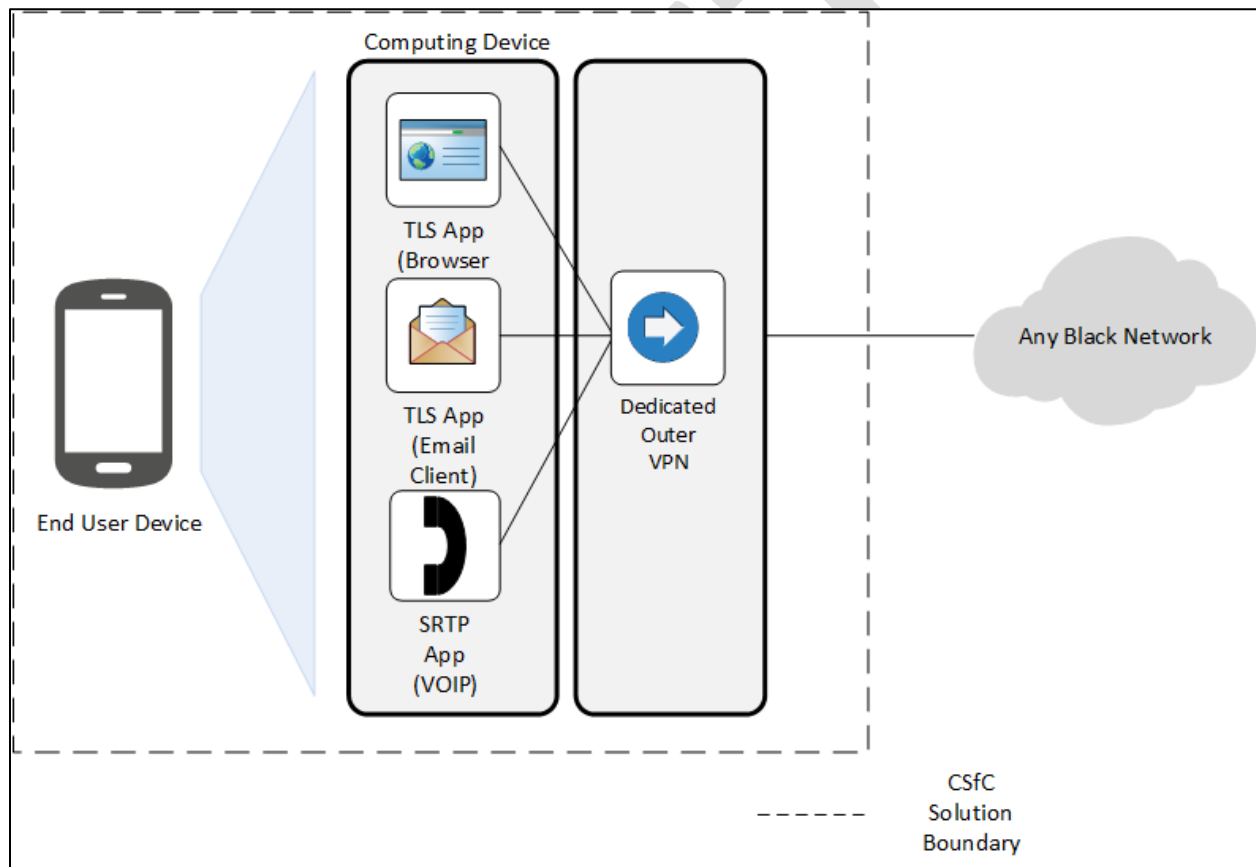 Computing Device
TLS App
(Browser
TLS App
(Email
Client)
SRTP
App
(VOIP)
Dedicated
Outer
VPN
End User Device
Any Black Network
CSfC
Solution
Boundary